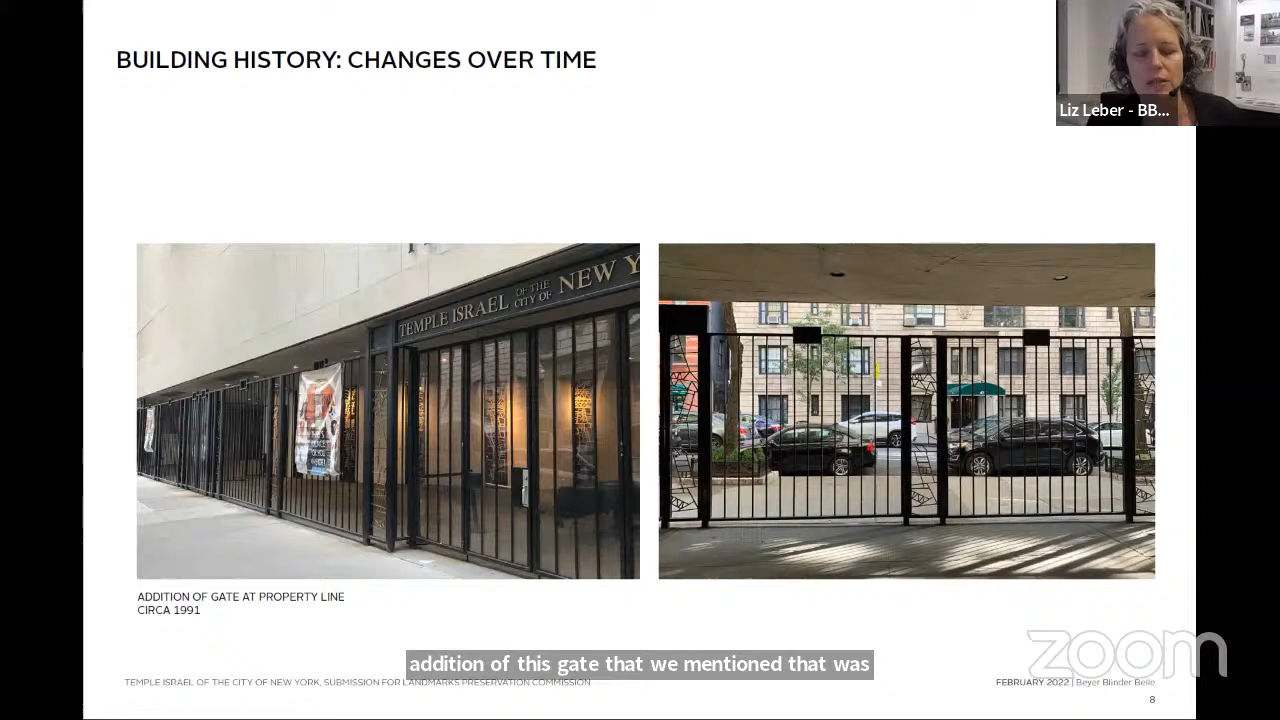 BUILDING HISTORY: CHANGES OVER TIME
Liz Leber - BB...
TEMPLE ISRAEL OF THE CITY OF NEW Y
ADDITION OF GATE AT PROPERTY LINE
CIRCA 1991
addition of this gate that we mentioned that was
zoom
TEMPLE ISRAEL OF THE CITY OF NEW YORK, SUBMISSION FOR LANDMARKS PRESERVATION COMMISSION
FEBRUARY 2022 | Beyer Blinder Belle
8